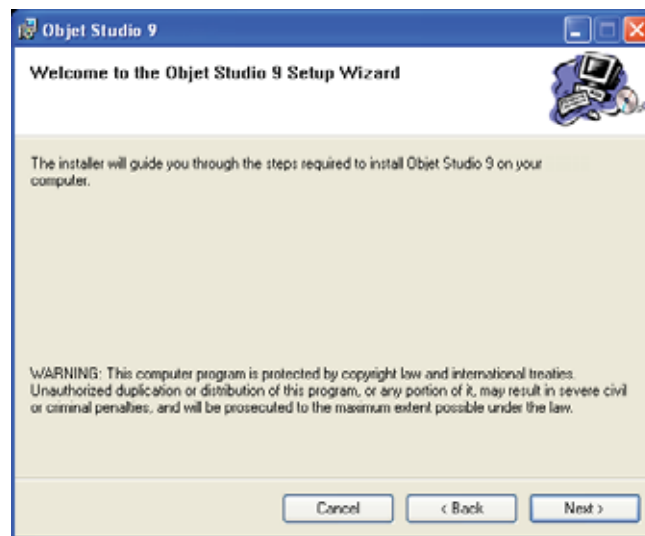 Objet Studio 9
Welcome to the Objet Studio 9 Setup Wizard
The installer will guide you through the steps required to install Objet Studio 9 on your
computer.
WARNING: This computer program is protected by copyright law and international treaties.
Unauthorized duplication or distribution of this program, or any portion of it, may result in severe civil
or criminal penalties, and will be prosecuted to the maximum extent possible under the law.
Cancel
< Back
Next >